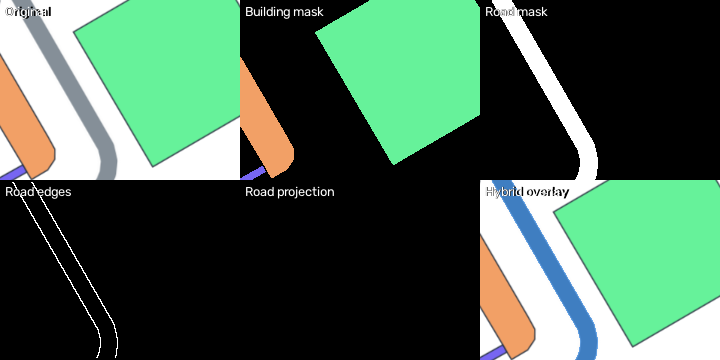 Original
Building mask
Road mask
Road edges
Road projection
Hybrid overlay